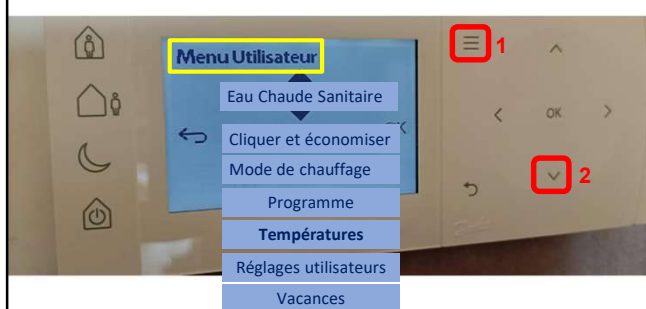 Menu Utilisateur
1
Eau Chaude Sanitaire
OK
Cliquer et économiser
2
Mode de chauffage
Programme
Températures
Réglages utilisateurs
Vacances